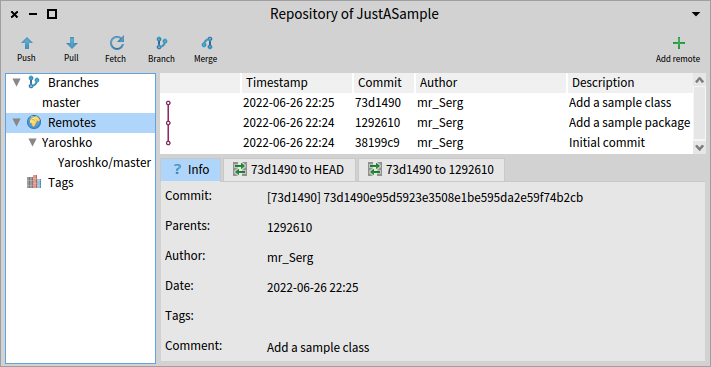 Repository of JustASample
Push Pull Fetch Branch Merge Add remote
Branches
master
Remotes
Yaroshko
Yaroshko/master
Tags
Timestamp Commit Author Description
2022-06-26 22:25 73d1490 mr_Serg Add a sample class
2022-06-26 22:24 1292610 mr_Serg Add a sample package
2022-06-26 22:24 38199c9 mr_Serg Initial commit
? Info 73d1490 to HEAD 73d1490 to 1292610
Commit: [73d1490] 73d1490e95d5923e3508e1be595da2e59f74b2cb
Parents: 1292610
Author: mr_Serg
Date: 2022-06-26 22:25
Tags:
Comment: Add a sample class